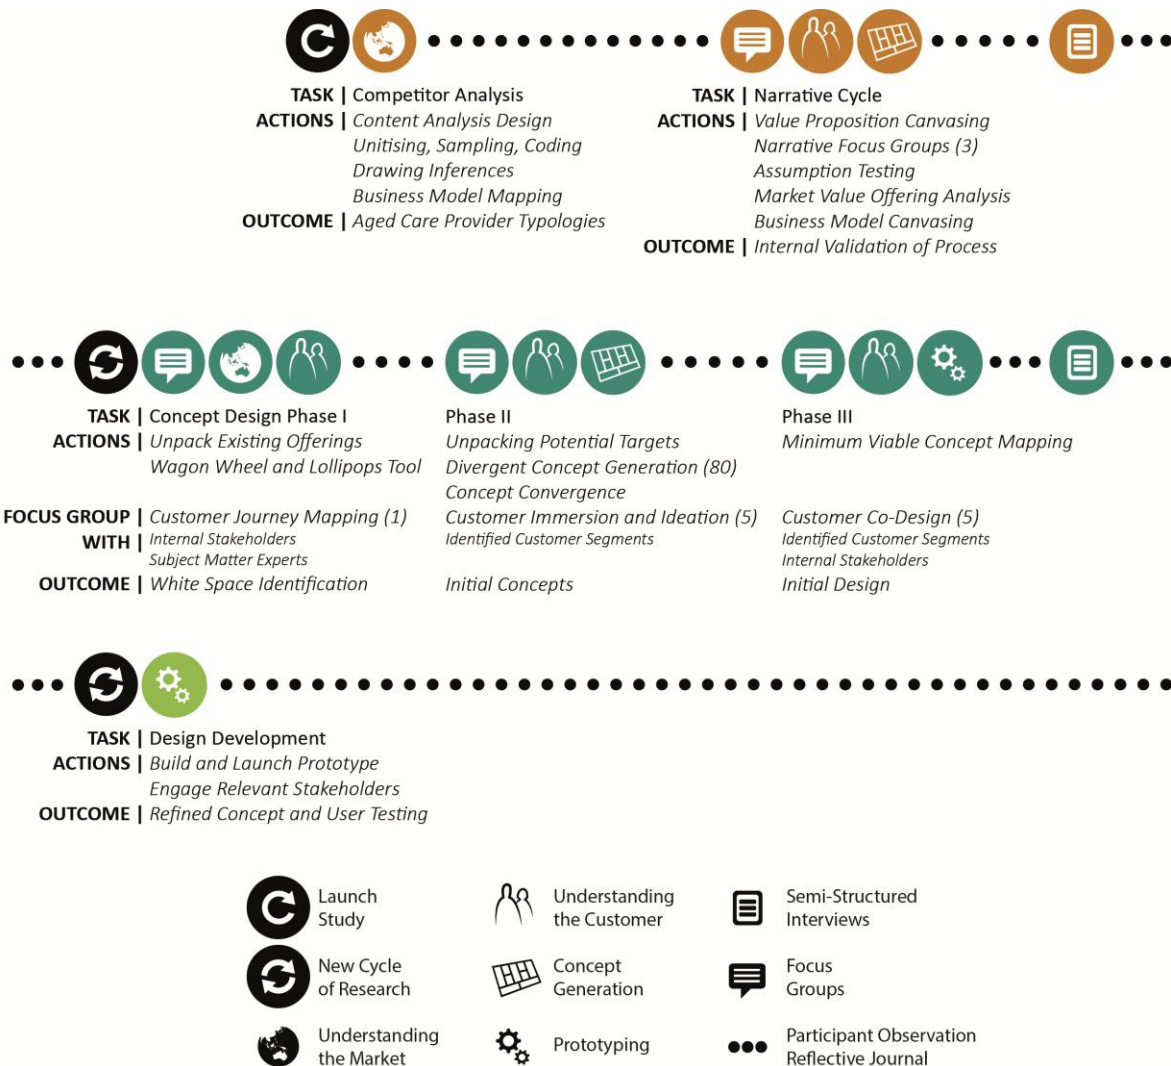 TASK | Competitor Analysis
ACTIONS | Content Analysis Design
Unitising, Sampling, Coding
Drawing Inferences
Business Model Mapping
OUTCOME | Aged Care Provider Typologies
TASK | Narrative Cycle
ACTIONS | Value Proposition Canvasing
Narrative Focus Groups (3)
Assumption Testing
Market Value Offering Analysis
Business Model Canvasing
OUTCOME | Internal Validation of Process
TASK | Concept Design Phase I
ACTIONS | Unpack Existing Offerings
Wagon Wheel and Lollipops Tool
FOCUS GROUP | Customer Journey Mapping (1)
WITH | Internal Stakeholders
Subject Matter Experts
OUTCOME | White Space Identification
Phase II
Unpacking Potential Targets
Divergent Concept Generation (80)
Concept Convergence
Customer Immersion and Ideation (5)
Identified Customer Segments
Initial Concepts
Phase III
Minimum Viable Concept Mapping
Customer Co-Design (5)
Identified Customer Segments
Internal Stakeholders
Initial Design
TASK | Design Development
ACTIONS | Build and Launch Prototype
Engage Relevant Stakeholders
OUTCOME | Refined Concept and User Testing
Launch
Study
New Cycle
of Research
Understanding
the Market
Understanding
the Customer
Concept
Generation
Prototyping
Semi-Structured
Interviews
Focus
Groups
Participant Observation
Reflective Journal